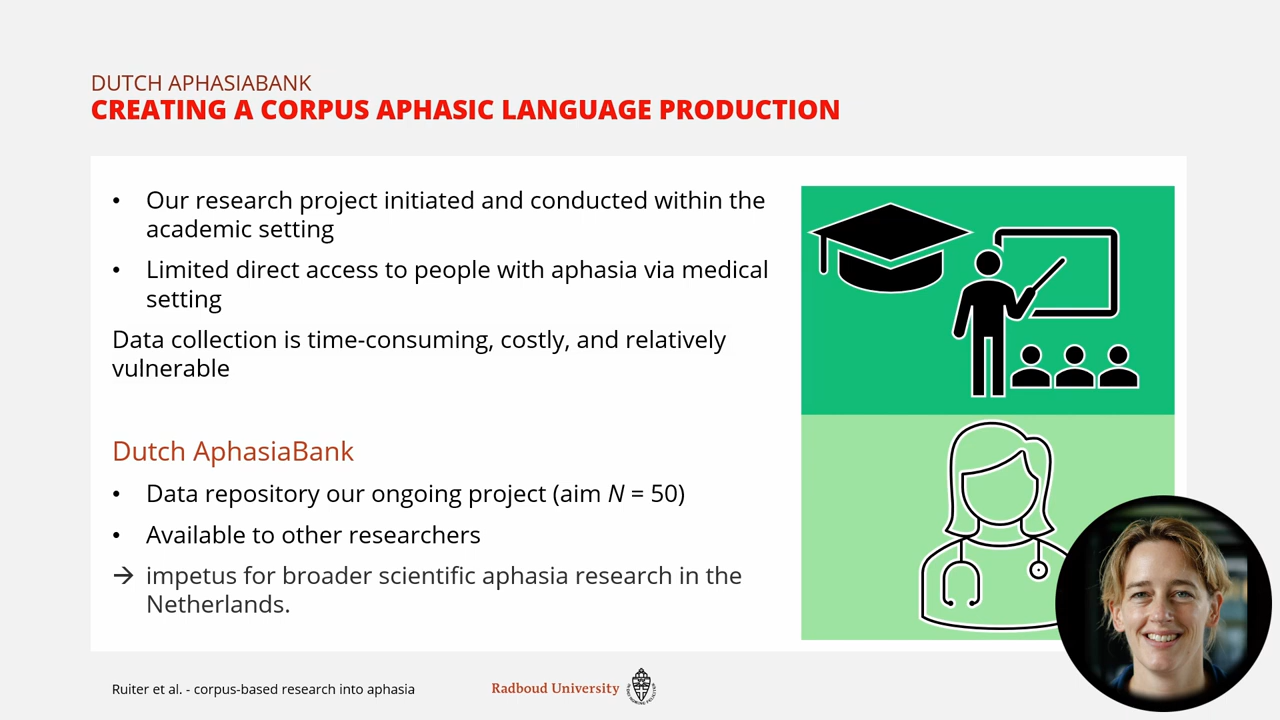 DUTCH APHASIABANK
CREATING A CORPUS APHASIC LANGUAGE PRODUCTION
• Our research project initiated and conducted within the
academic setting
• Limited direct access to people with aphasia via medical
setting
Data collection is time-consuming, costly, and relatively
vulnerable
Dutch AphasiaBank
• Data repository our ongoing project (aim N = 50)
• Available to other researchers
→ impetus for broader scientific aphasia research in the
Netherlands.
Ruiter et al. - corpus-based research into aphasia
Radboud University